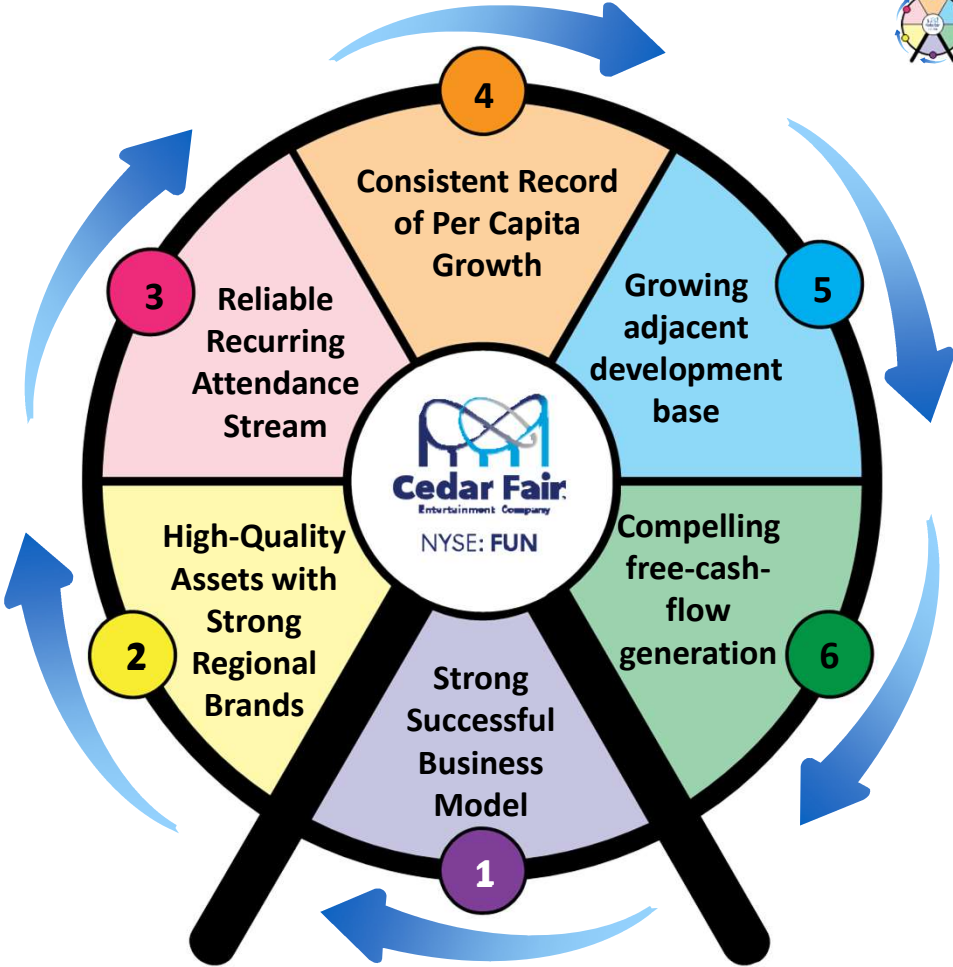 4
Consistent Record
of Per Capita
Growth
3
Reliable
Recurring
Attendance
Stream
Growing
adjacent
development
base
5
Cedar Fair
Entertainment Company
NYSE: FUN
High-Quality
Assets with
Strong
Regional
Brands
2
Compelling
free-cash-
flow
generation
6
Strong
Successful
Business
Model
1